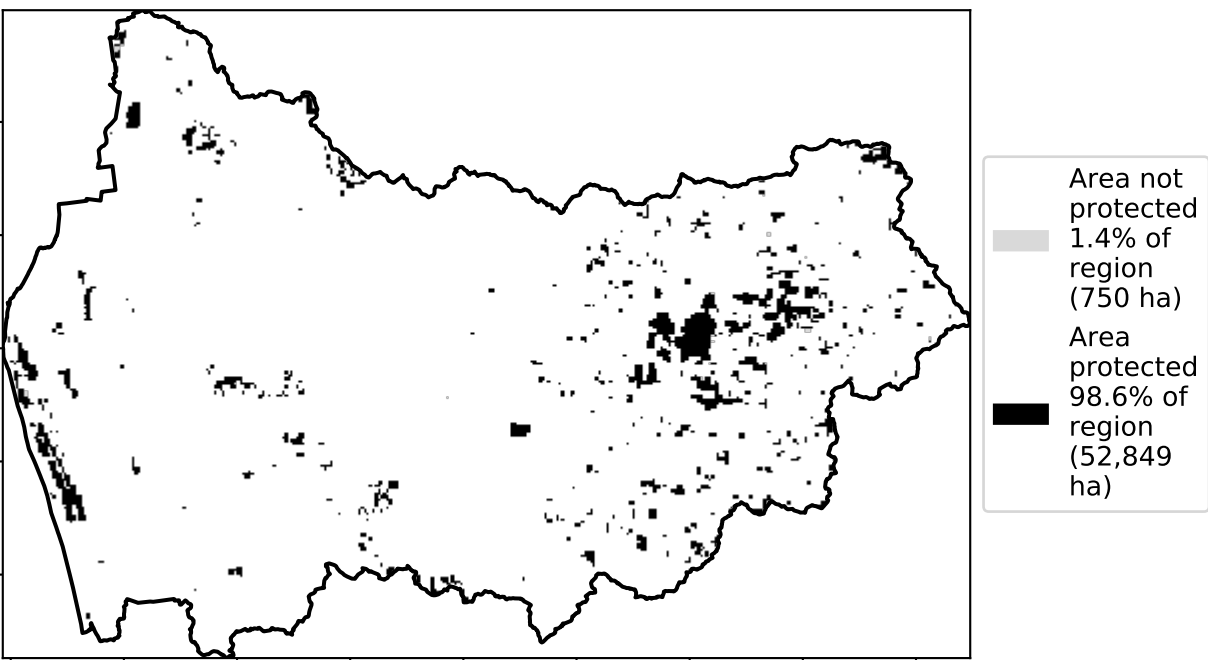 Area not
protected
1.4% of
region
(750 ha)
Area
protected
98.6% of
region
(52,849
ha)